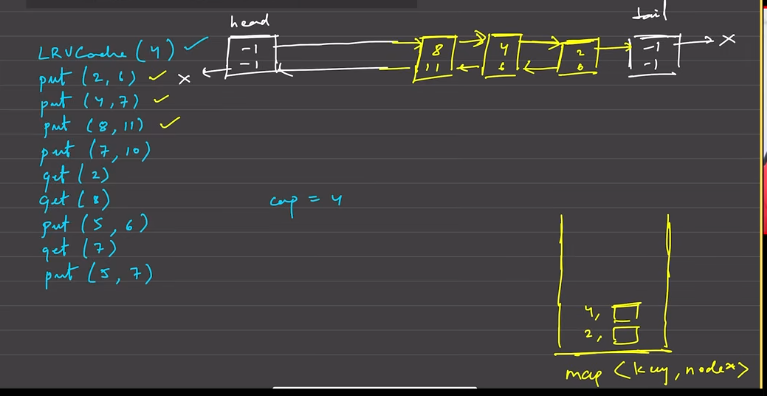 head
tail
LRUCache (4) ✓
-1
-1
8
11
4
6
2
6
-1
-1
x
x
put (2, 6) ✓
put (4, 7) ✓
put (8, 11) ✓
put (7, 10)
get (2)
get (8)
cap = 4
put (5, 6)
get (7)
put (5, 7)
4,
2,
map <key, node*>